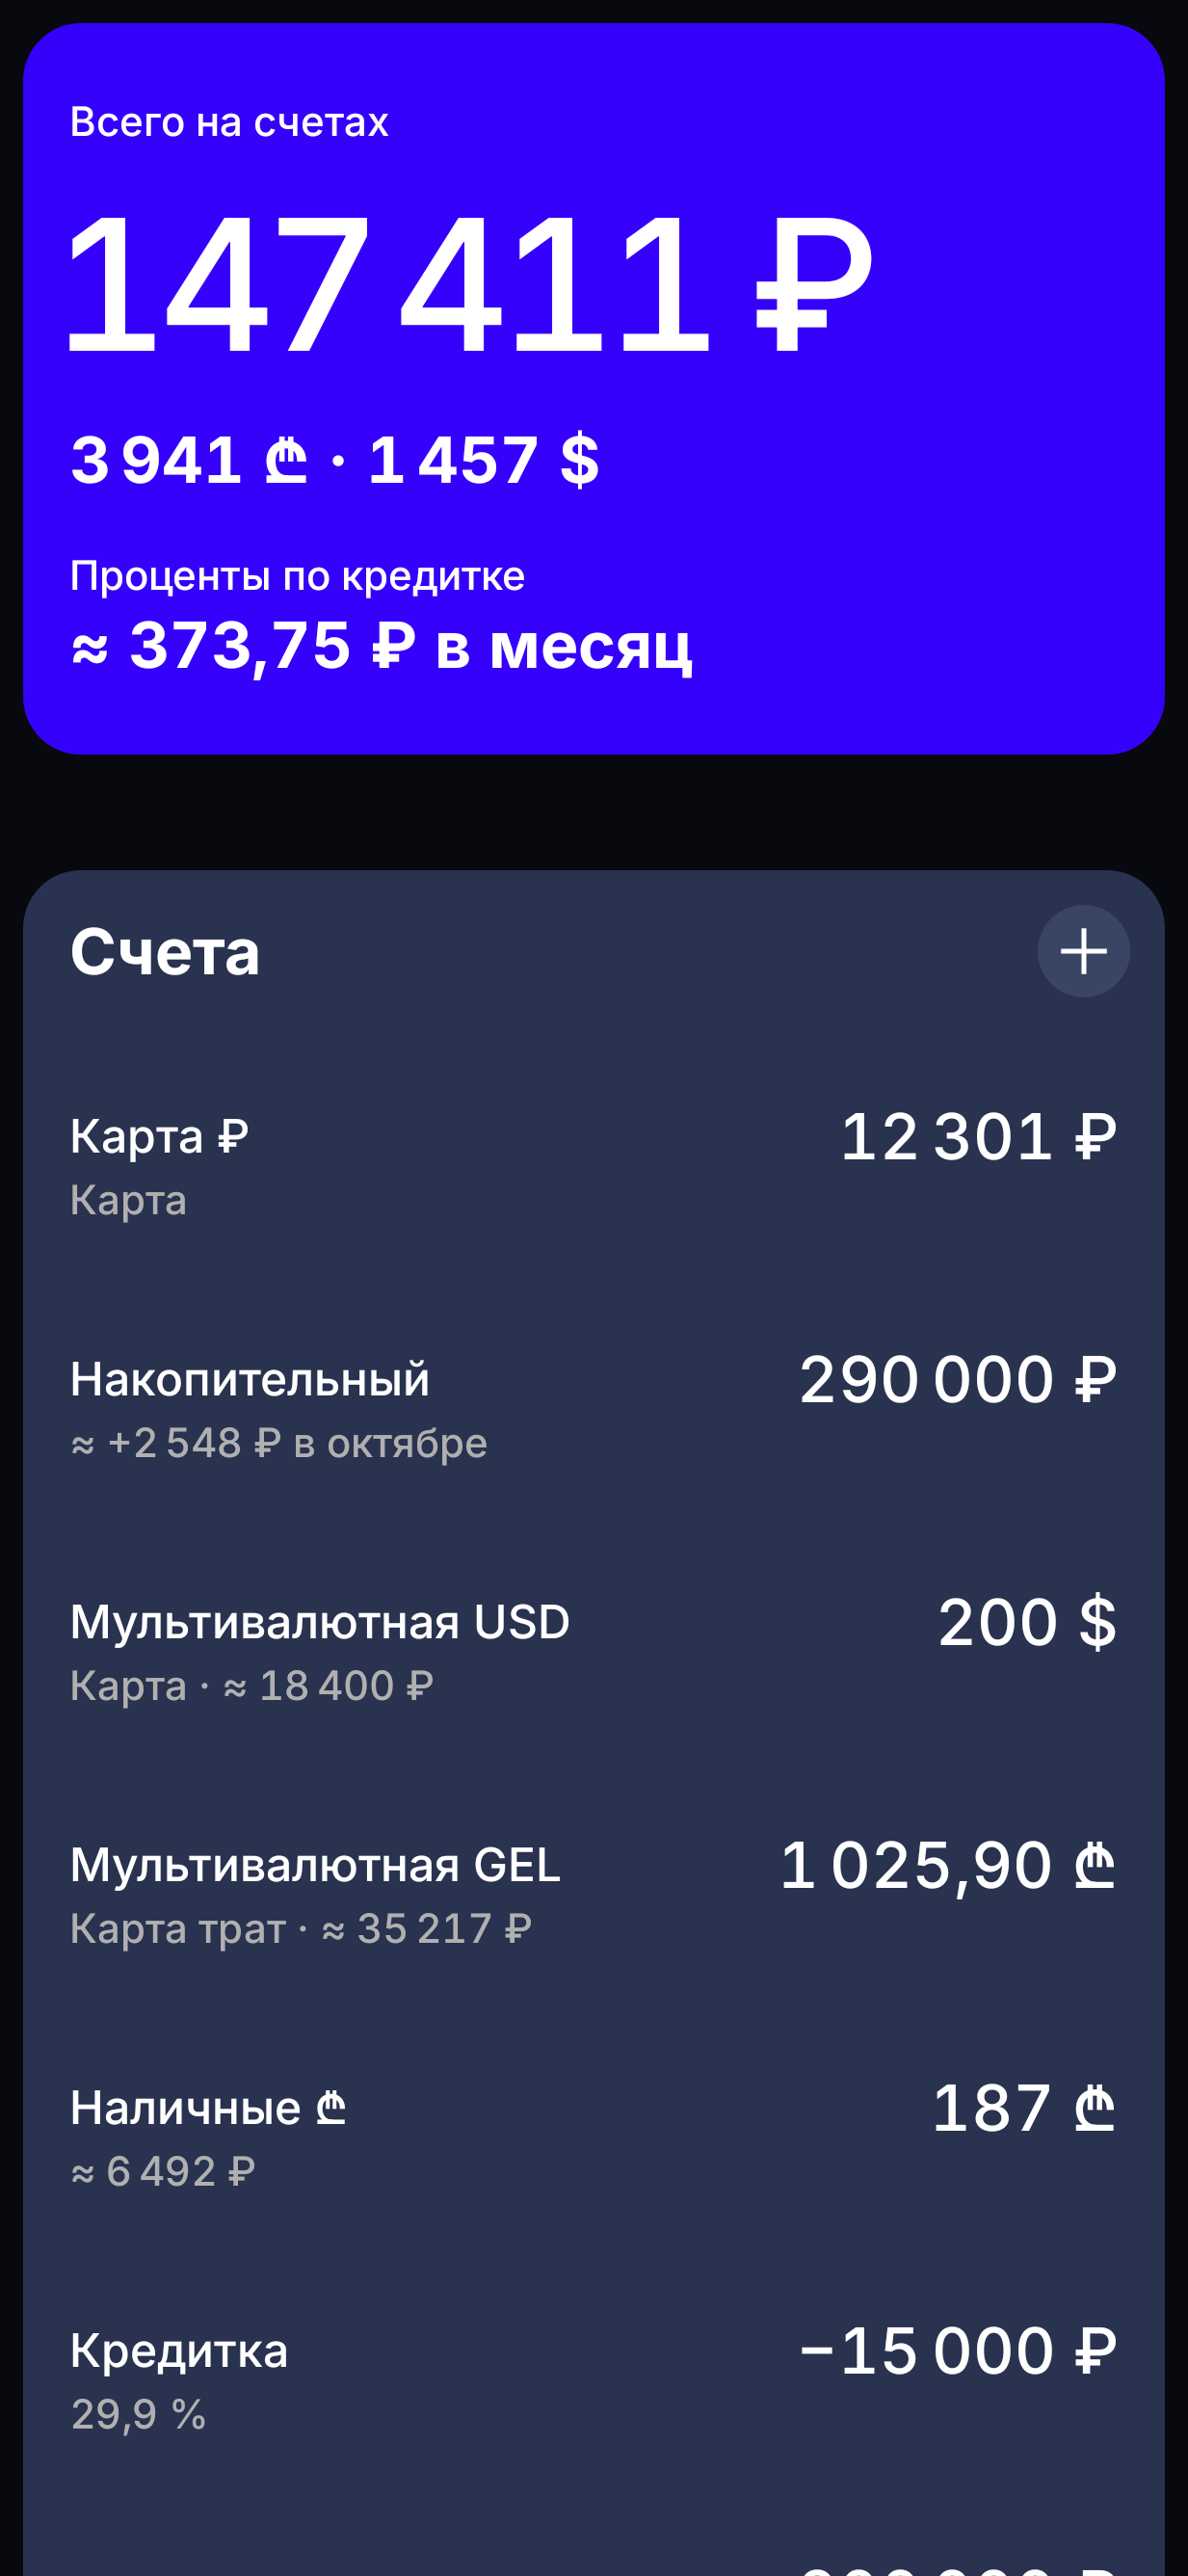 Всего на счетах
147 411 ₽
3 941 ₾ · 1 457 $
Проценты по кредитке
≈ 373,75 ₽ в месяц
Счета
Карта ₽
12 301 ₽
Карта
Накопительный
290 000 ₽
≈ +2 548 ₽ в октябре
Мультивалютная USD
200 $
Карта · ≈ 18 400 ₽
Мультивалютная GEL
1 025,90 ₾
Карта трат · ≈ 35 217 ₽
Наличные ₾
187 ₾
≈ 6 492 ₽
Кредитка
−15 000 ₽
29,9 %